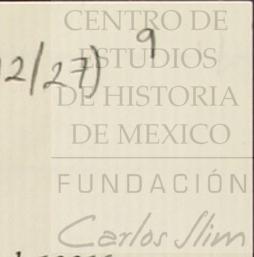 CENTRO DE
ESTUDIOS
DE HISTORIA
DE MEXICO
FUNDACIÓN
Carlos Slim
2/27) 9